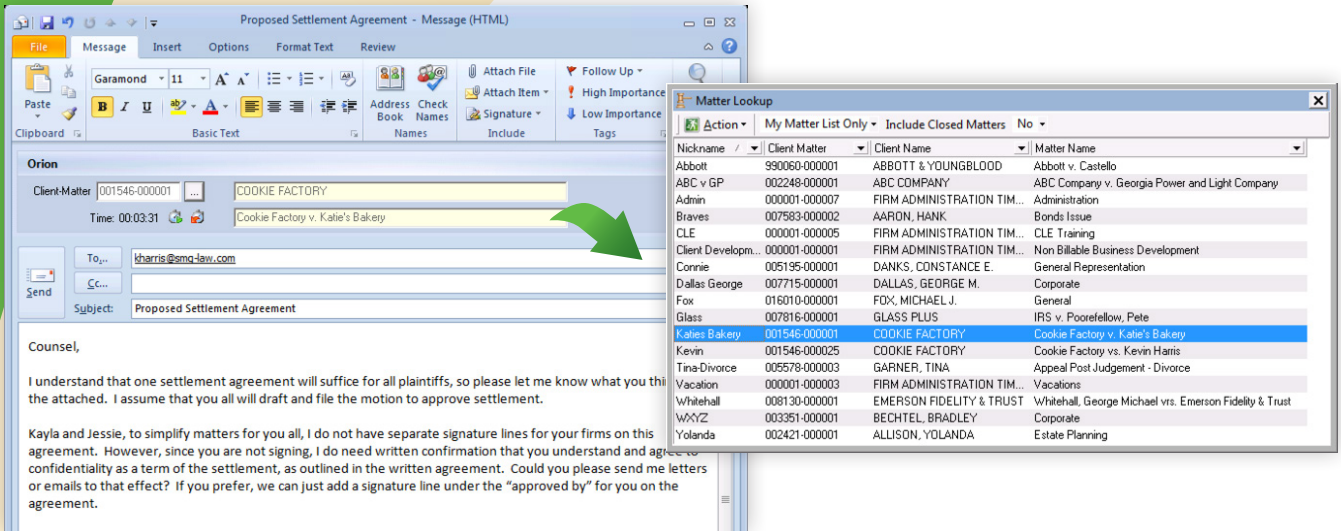 Proposed Settlement Agreement - Message (HTML)
File Message Insert Options Format Text Review
Garamond 11
Attach File
Follow Up
Attach Item
High Importance
Paste
B I U A
Address Book
Check Names
Signature
Low Importance
Clipboard Basic Text Names Include Tags
Orion
Client-Matter 001546-000001 ... COOKIE FACTORY
Time: 00:03:31 Cookie Factory v. Katie's Bakery
Send
To... kharris@smq-law.com
Cc...
Subject: Proposed Settlement Agreement
Counsel,
I understand that one settlement agreement will suffice for all plaintiffs, so please let me know what you
the attached. I assume that you all will draft and file the motion to approve settlement.
Kayla and Jessie, to simplify matters for you all, I do not have separate signature lines for your firms on this
agreement. However, since you are not signing, I do need written confirmation that you understand and agree to
confidentiality as a term of the settlement, as outlined in the written agreement. Could you please send me letters
or emails to that effect? If you prefer, we can just add a signature line under the “approved by” for you on the
agreement.
Matter Lookup
Action My Matter List Only Include Closed Matters No
Nickname / Client Matter Client Name Matter Name
Abbott 990060-000001 ABBOTT & YOUNGBLOOD Abbott v. Castello
ABC v GP 002248-000001 ABC COMPANY ABC Company v. Georgia Power and Light Company
Admin 000001-000007 FIRM ADMINISTRATION TIM... Administration
Braves 007583-000002 AARON, HANK Bonds Issue
CLE 000001-000005 FIRM ADMINISTRATION TIM... CLE Training
Client Developm... 000001-000001 FIRM ADMINISTRATION TIM... Non Billable Business Development
Connie 005195-000001 DANKS, CONSTANCE E. General Representation
Dallas George 007715-000001 DALLAS, GEORGE M. Corporate
Fox 016010-000001 FOX, MICHAEL J. General
Glass 007816-000001 GLASS PLUS IRS v. Poorefellow, Pete
Katies Bakery 001546-000001 COOKIE FACTORY Cookie Factory v. Katie's Bakery
Kevin 001546-000025 COOKIE FACTORY Cookie Factory vs. Kevin Harris
Tina-Divorce 005578-000003 GARNER, TINA Appeal Post Judgement - Divorce
Vacation 000001-000003 FIRM ADMINISTRATION TIM... Vacations
Whitehall 008130-000001 EMERSON FIDELITY & TRUST Whitehall, George Michael vrs. Emerson Fidelity & Trust
WXYZ 003351-000001 BECHTEL, BRADLEY Corporate
Yolanda 002421-000001 ALLISON, YOLANDA Estate Planning